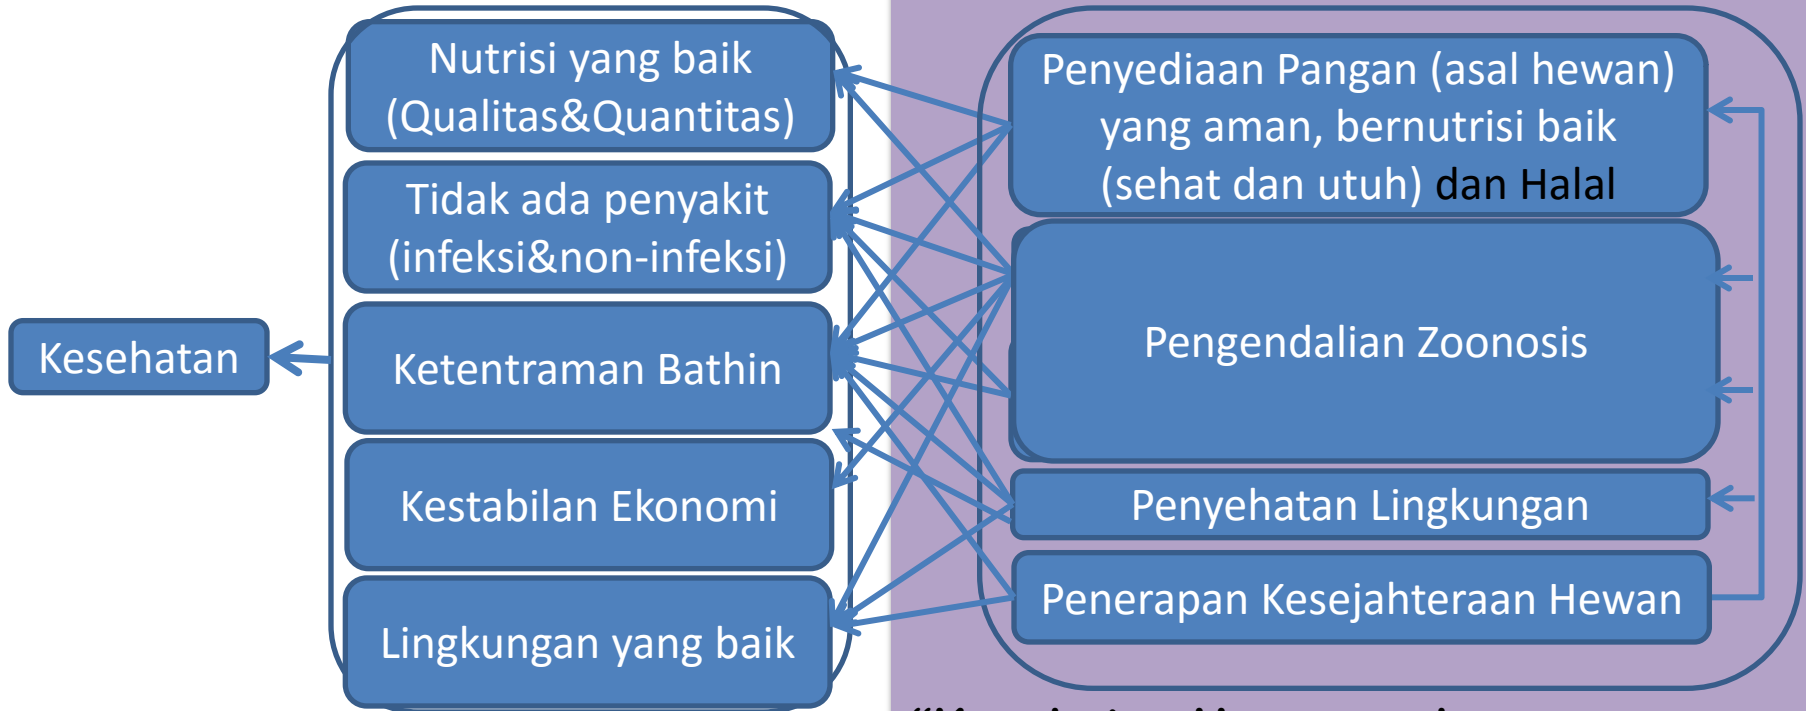 Kesehatan
Nutrisi yang baik
(Qualitas&Quantitas)
Tidak ada penyakit
(infeksi&non-infeksi)
Ketentraman Bathin
Kestabilan Ekonomi
Lingkungan yang baik
Penyediaan Pangan (asal hewan)
yang aman, bernutrisi baik
(sehat dan utuh) dan Halal
Pengendalian Zoonosis
Penyehatan Lingkungan
Penerapan Kesejahteraan Hewan